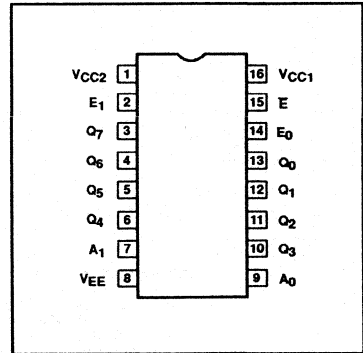 VCC2 1 16 VCC1
E1 2 15 E̅
Q7 3 14 E0
Q6 4 13 Q0
Q5 5 12 Q1
Q4 6 11 Q2
A1 7 10 Q3
VEE 8 9 A0